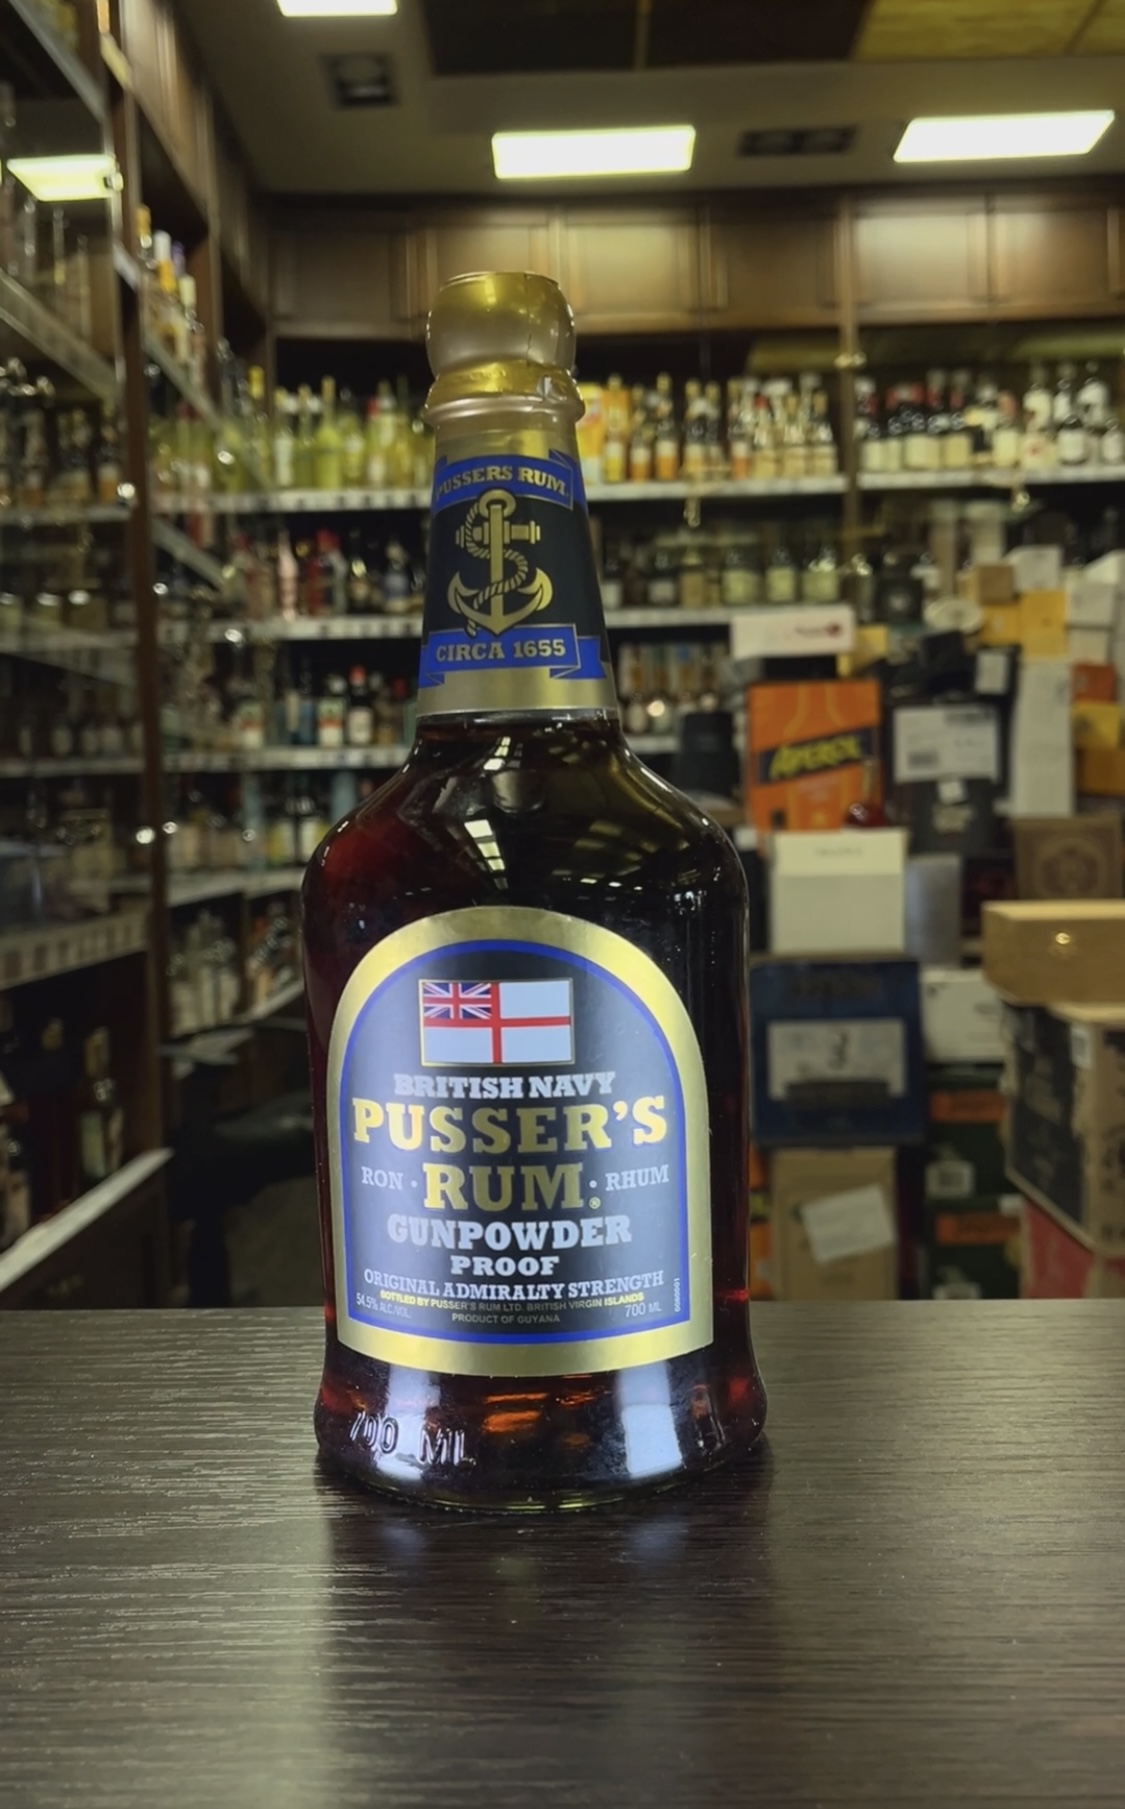 PUSSERS RUM
CIRCA 1655
BRITISH NAVY
PUSSER'S
RON · RUM® · RHUM
GUNPOWDER
PROOF
ORIGINAL ADMIRALTY STRENGTH
54.5% ALC/VOL. BOTTLED BY PUSSER'S RUM LTD. BRITISH VIRGIN ISLANDS 700 ML
PRODUCT OF GUYANA
700 ML
APEROL